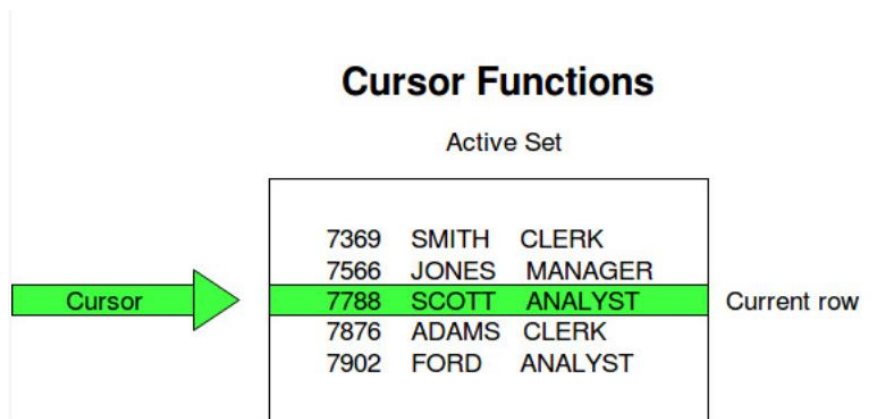 Cursor Functions
Active Set
7369 SMITH CLERK
7566 JONES MANAGER
Cursor 7788 SCOTT ANALYST Current row
7876 ADAMS CLERK
7902 FORD ANALYST